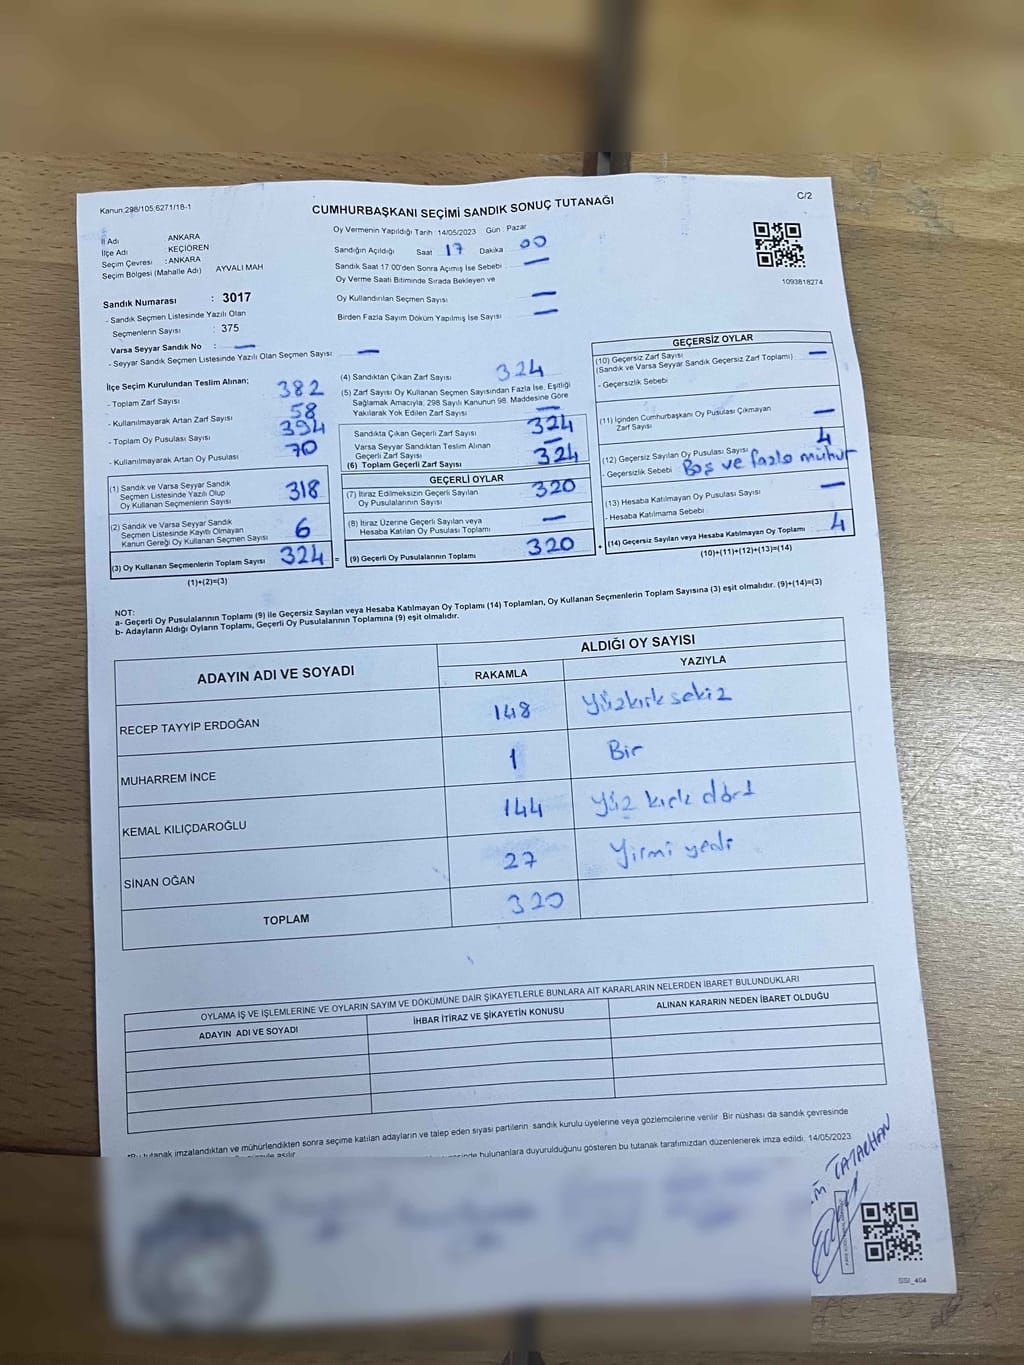 Kanun;298/105;6271/18-1
CUMHURBAŞKANI SEÇİMİ SANDIK SONUÇ TUTANAĞI
C/2
İl Adı : ANKARA
İlçe Adı : KEÇİÖREN
Seçim Çevresi : ANKARA
Seçim Bölgesi (Mahalle Adı) AYVALI MAH
Sandık Numarası : 3017
- Sandık Seçmen Listesinde Yazılı Olan
Seçmenlerin Sayısı : 375
Varsa Seyyar Sandık No : —
- Seyyar Sandık Seçmen Listesinde Yazılı Olan Seçmen Sayısı: —
Oy Vermenin Yapıldığı Tarih :14/05/2023 Gün : Pazar
Sandığın Açıldığı Saat 17 Dakika 00
Sandık Saat 17:00'den Sonra Açımış İse Sebebi —
Oy Verme Saati Bitiminde Sırada Bekleyen ve
Oy Kullandırılan Seçmen Sayısı —
Birden Fazla Sayım Döküm Yapılmış İse Sayısı —
1093818274
İlçe Seçim Kurulundan Teslim Alınan;
- Toplam Zarf Sayısı 382
- Kullanılmayarak Artan Zarf Sayısı 58
- Toplam Oy Pusulası Sayısı 394
- Kullanılmayarak Artan Oy Pusulası 70
(1) Sandık ve Varsa Seyyar Sandık
Seçmen Listesinde Yazılı Olup
Oy Kullanan Seçmenlerin Sayısı 318
(2) Sandık ve Varsa Seyyar Sandık
Seçmen Listesinde Kayıtlı Olmayan
Kanun Gereği Oy Kullanan Seçmen Sayısı 6
(3) Oy Kullanan Seçmenlerin Toplam Sayısı 324 =
(1)+(2)=(3)
(4) Sandıktan Çıkan Zarf Sayısı 324
(5) Zarf Sayısı Oy Kullanan Seçmen Sayısından Fazla İse, Eşitliği
Sağlamak Amacıyla; 298 Sayılı Kanunun 98. Maddesine Göre
Yakılarak Yok Edilen Zarf Sayısı —
Sandıkta Çıkan Geçerli Zarf Sayısı 324
Varsa Seyyar Sandıktan Teslim Alınan
Geçerli Zarf Sayısı —
(6) Toplam Geçerli Zarf Sayısı 324
GEÇERLİ OYLAR
(7) İtiraz Edilmeksizin Geçerli Sayılan
Oy Pusulalarının Sayısı 320
(8) İtiraz Üzerine Geçerli Sayılan veya
Hesaba Katılan Oy Pusulası Toplamı —
(9) Geçerli Oy Pusulalarının Toplamı 320 +
GEÇERSİZ OYLAR
(10) Geçersiz Zarf Sayısı
(Sandık ve Varsa Seyyar Sandık Geçersiz Zarf Toplamı) —
- Geçersizlik Sebebi
(11) İçinden Cumhurbaşkanı Oy Pusulası Çıkmayan
Zarf Sayısı —
(12) Geçersiz Sayılan Oy Pusulası Sayısı 4
- Geçersizlik Sebebi Boş ve fazla mühür
(13) Hesaba Katılmayan Oy Pusulası Sayısı —
- Hesaba Katılmama Sebebi
(14) Geçersiz Sayılan veya Hesaba Katılmayan Oy Toplamı 4
(10)+(11)+(12)+(13)=(14)
NOT:
a- Geçerli Oy Pusulalarının Toplamı (9) ile Geçersiz Sayılan veya Hesaba Katılmayan Oy Toplamı (14) Toplamları, Oy Kullanan Seçmenlerin Toplam Sayısına (3) eşit olmalıdır. (9)+(14)=(3)
b- Adayların Aldığı Oyların Toplamı, Geçerli Oy Pusulalarının Toplamına (9) eşit olmalıdır.
ADAYIN ADI VE SOYADI
ALDIĞI OY SAYISI
RAKAMLA YAZIYLA
RECEP TAYYİP ERDOĞAN 148 Yüzkırk sekiz
MUHARREM İNCE 1 Bir
KEMAL KILIÇDAROĞLU 144 Yüz kırk dört
SİNAN OĞAN 27 Yirmi yedi
TOPLAM 320
OYLAMA İŞ VE İŞLEMLERİNE VE OYLARIN SAYIM VE DÖKÜMÜNE DAİR ŞİKAYETLERLE BUNLARA AİT KARARLARIN NELERDEN İBARET BULUNDUKLARI
ADAYIN ADI VE SOYADI İHBAR İTİRAZ VE ŞİKAYETİN KONUSU ALINAN KARARIN NEDEN İBARET OLDUĞU
*Bu tutanak imzalandıktan ve mühürlendikten sonra seçime katılan adayların ve talep eden siyasi partilerin sandık kurulu üyelerine veya gözlemcilerine verilir. Bir nüshası da sandık çevresinde
bulunanlara duyurulduğunu gösteren bu tutanak tarafımızdan düzenlenerek imza edildi. 14/05/2023
SSI_404